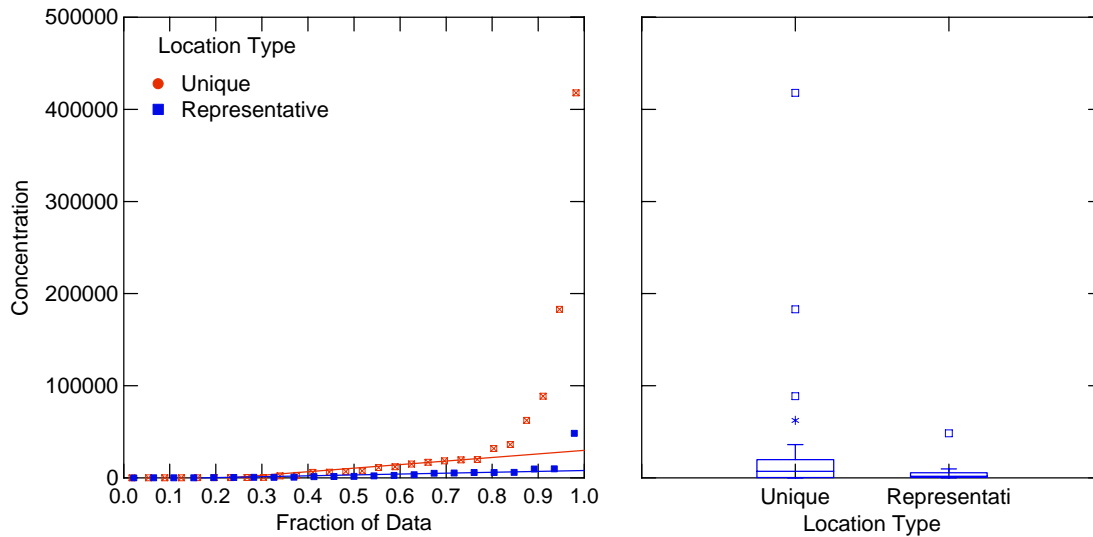 500000
400000
300000
200000
100000
0
Concentration
Location Type
Unique
Representative
0.0 0.1 0.2 0.3 0.4 0.5 0.6 0.7 0.8 0.9 1.0
Fraction of Data
Unique Representati
Location Type